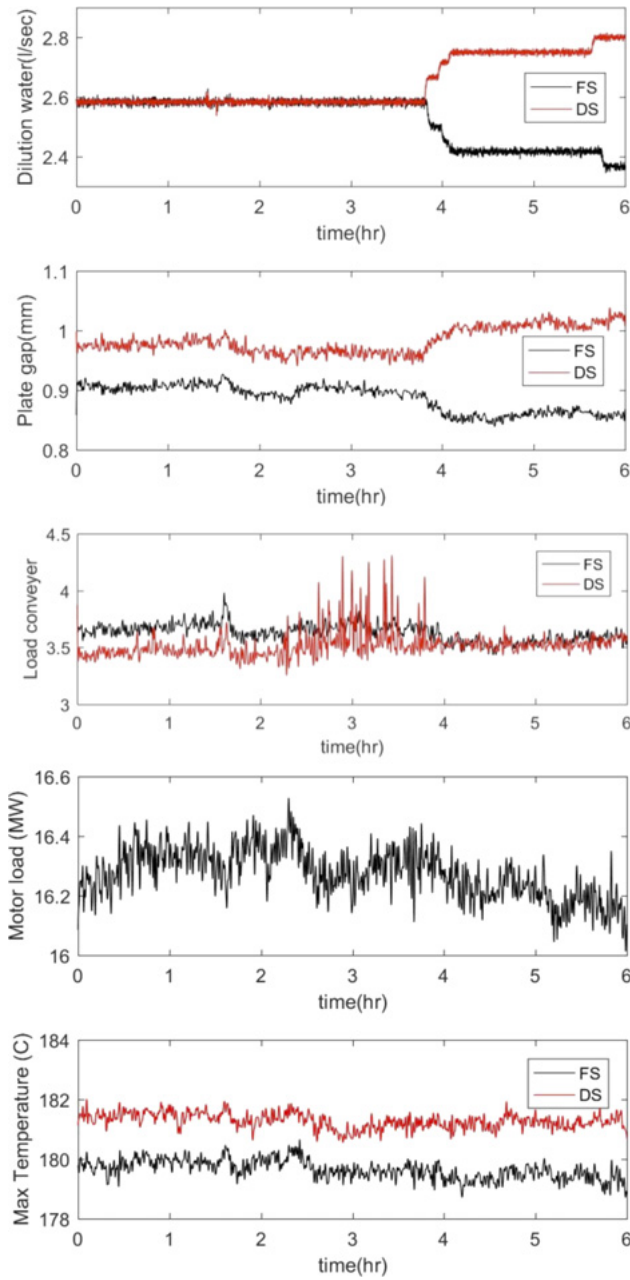 Dilution water(l/sec)
2.8
2.6
2.4
FS
DS
0 1 2 3 4 5 6
time(hr)
Plate gap(mm)
1.1
1
0.9
0.8
FS
DS
0 1 2 3 4 5 6
time(hr)
Load conveyer
4.5
4
3.5
3
FS
DS
0 1 2 3 4 5 6
time(hr)
Motor load (MW)
16.6
16.4
16.2
16
0 1 2 3 4 5 6
time(hr)
Max Temperature (C)
184
182
180
178
FS
DS
0 1 2 3 4 5 6
time(hr)